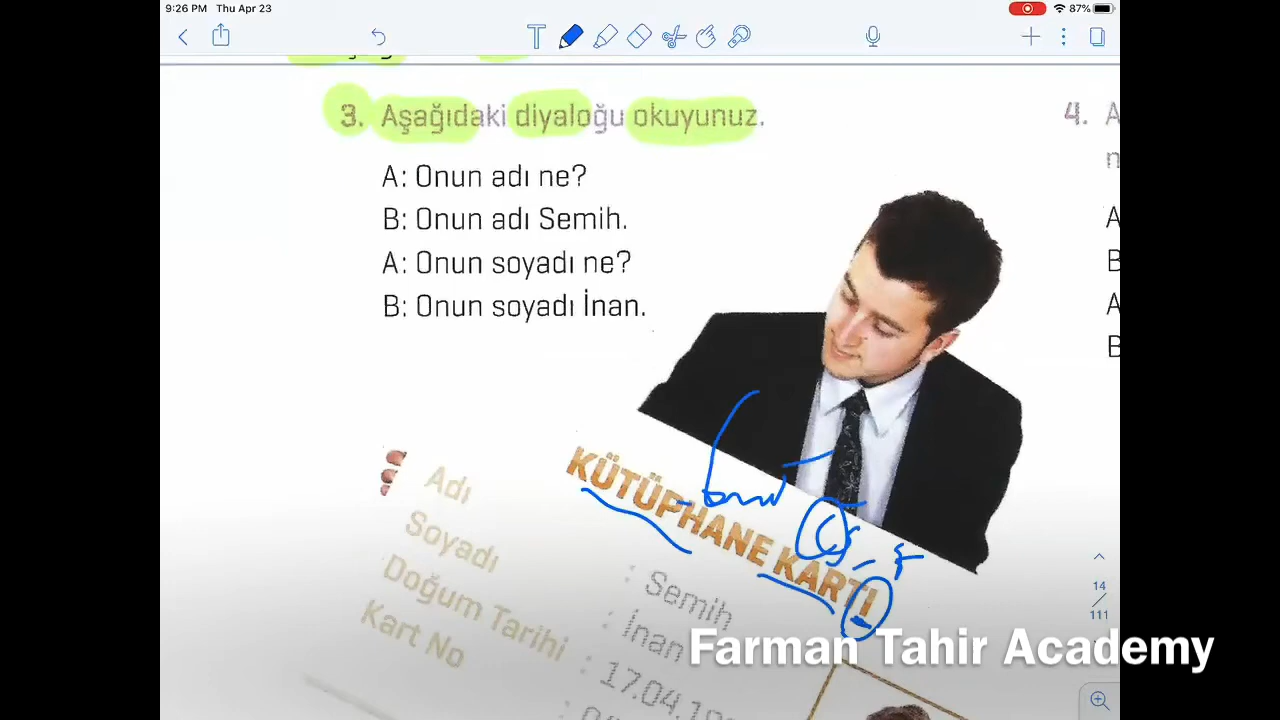 9:26 PM Thu Apr 23
87%
3. Aşağıdaki diyaloğu okuyunuz.
A: Onun adı ne?
B: Onun adı Semih.
A: Onun soyadı ne?
B: Onun soyadı İnan.
4. A
A
B
A
B
KÜTÜPHANE KARTI
Adı : Semih
Soyadı : İnan
Doğum Tarihi : 17.04.19
Kart No :
14
111
Farman Tahir Academy